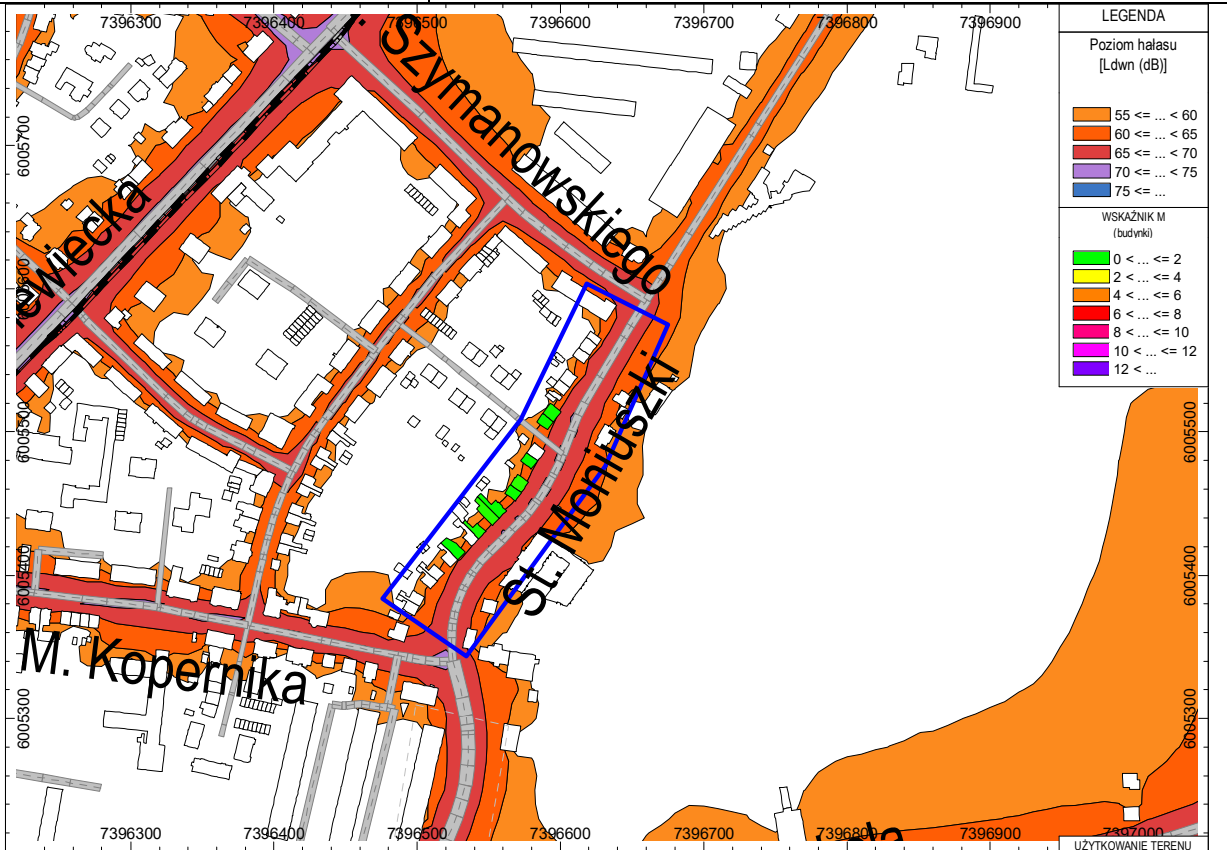 7396300 7396400 7396500 7396600 7396700 7396800 7396900
LEGENDA
Poziom hałasu
[Ldwn (dB)]
55 <= ... < 60
60 <= ... < 65
65 <= ... < 70
70 <= ... < 75
75 <= ...
WSKAŹNIK M
(budynki)
0 < ... <= 2
2 < ... <= 4
4 < ... <= 6
6 < ... <= 8
8 < ... <= 10
10 < ... <= 12
12 < ...
Szymanowskiego
6005700
ewiecka
6005600
St. Moniuszki
6005500
6005500
6005400
6005400
M. Kopernika
6005300
6005300
7396300 7396400 7396500 7396600 7396700 7396800 7396900 7397000
UŻYTKOWANIE TERENU